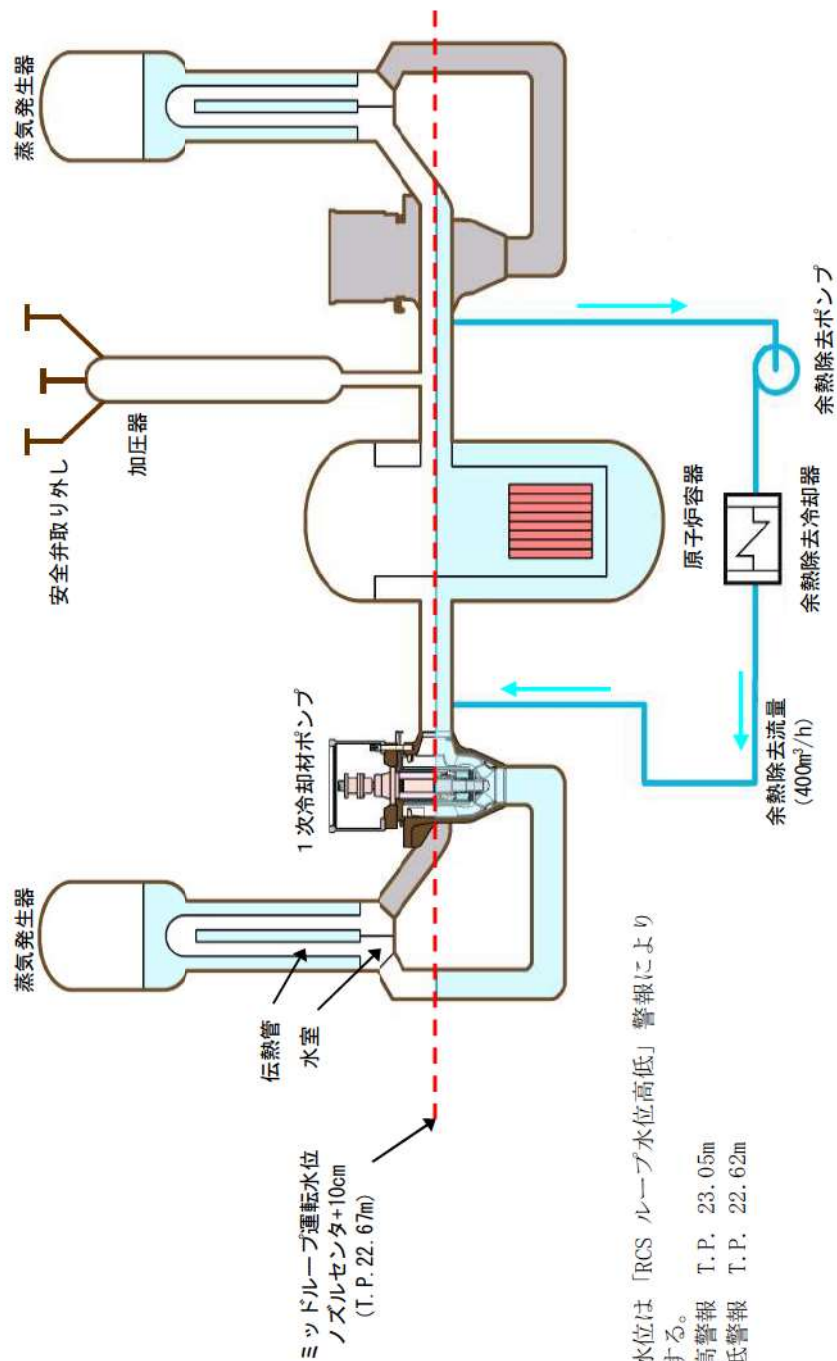 蒸気発生器
蒸気発生器
安全弁取り外し
加圧器
1次冷却材ポンプ
伝熱管
水室
ミッドループ運転水位
ノズルセンタ+10cm
(T.P.22.67m)
原子炉容器
余熱除去冷却器
余熱除去ポンプ
余熱除去流量
(400m³/h)
水位は「RCS ループ水位高低」警報により
する。
高警報 T.P. 23.05m
低警報 T.P. 22.62m